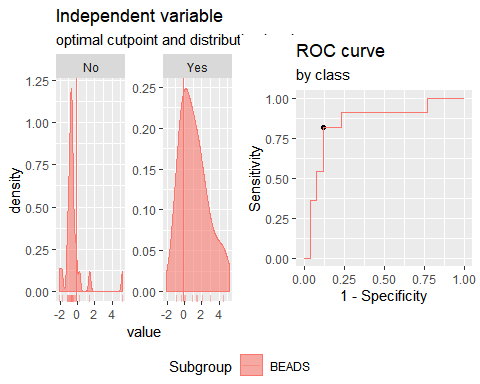 Independent variable
optimal cutpoint and distribut
No
Yes
1.25
1.00
0.75
0.50
0.25
0.00
0.25
0.20
0.15
0.10
0.05
0.00
density
-2 0 2 4
-2 0 2 4
value
ROC curve
by class
1.00
0.75
0.50
0.25
0.00
Sensitivity
0.00 0.25 0.50 0.75 1.00
1 - Specificity
Subgroup
BEADS